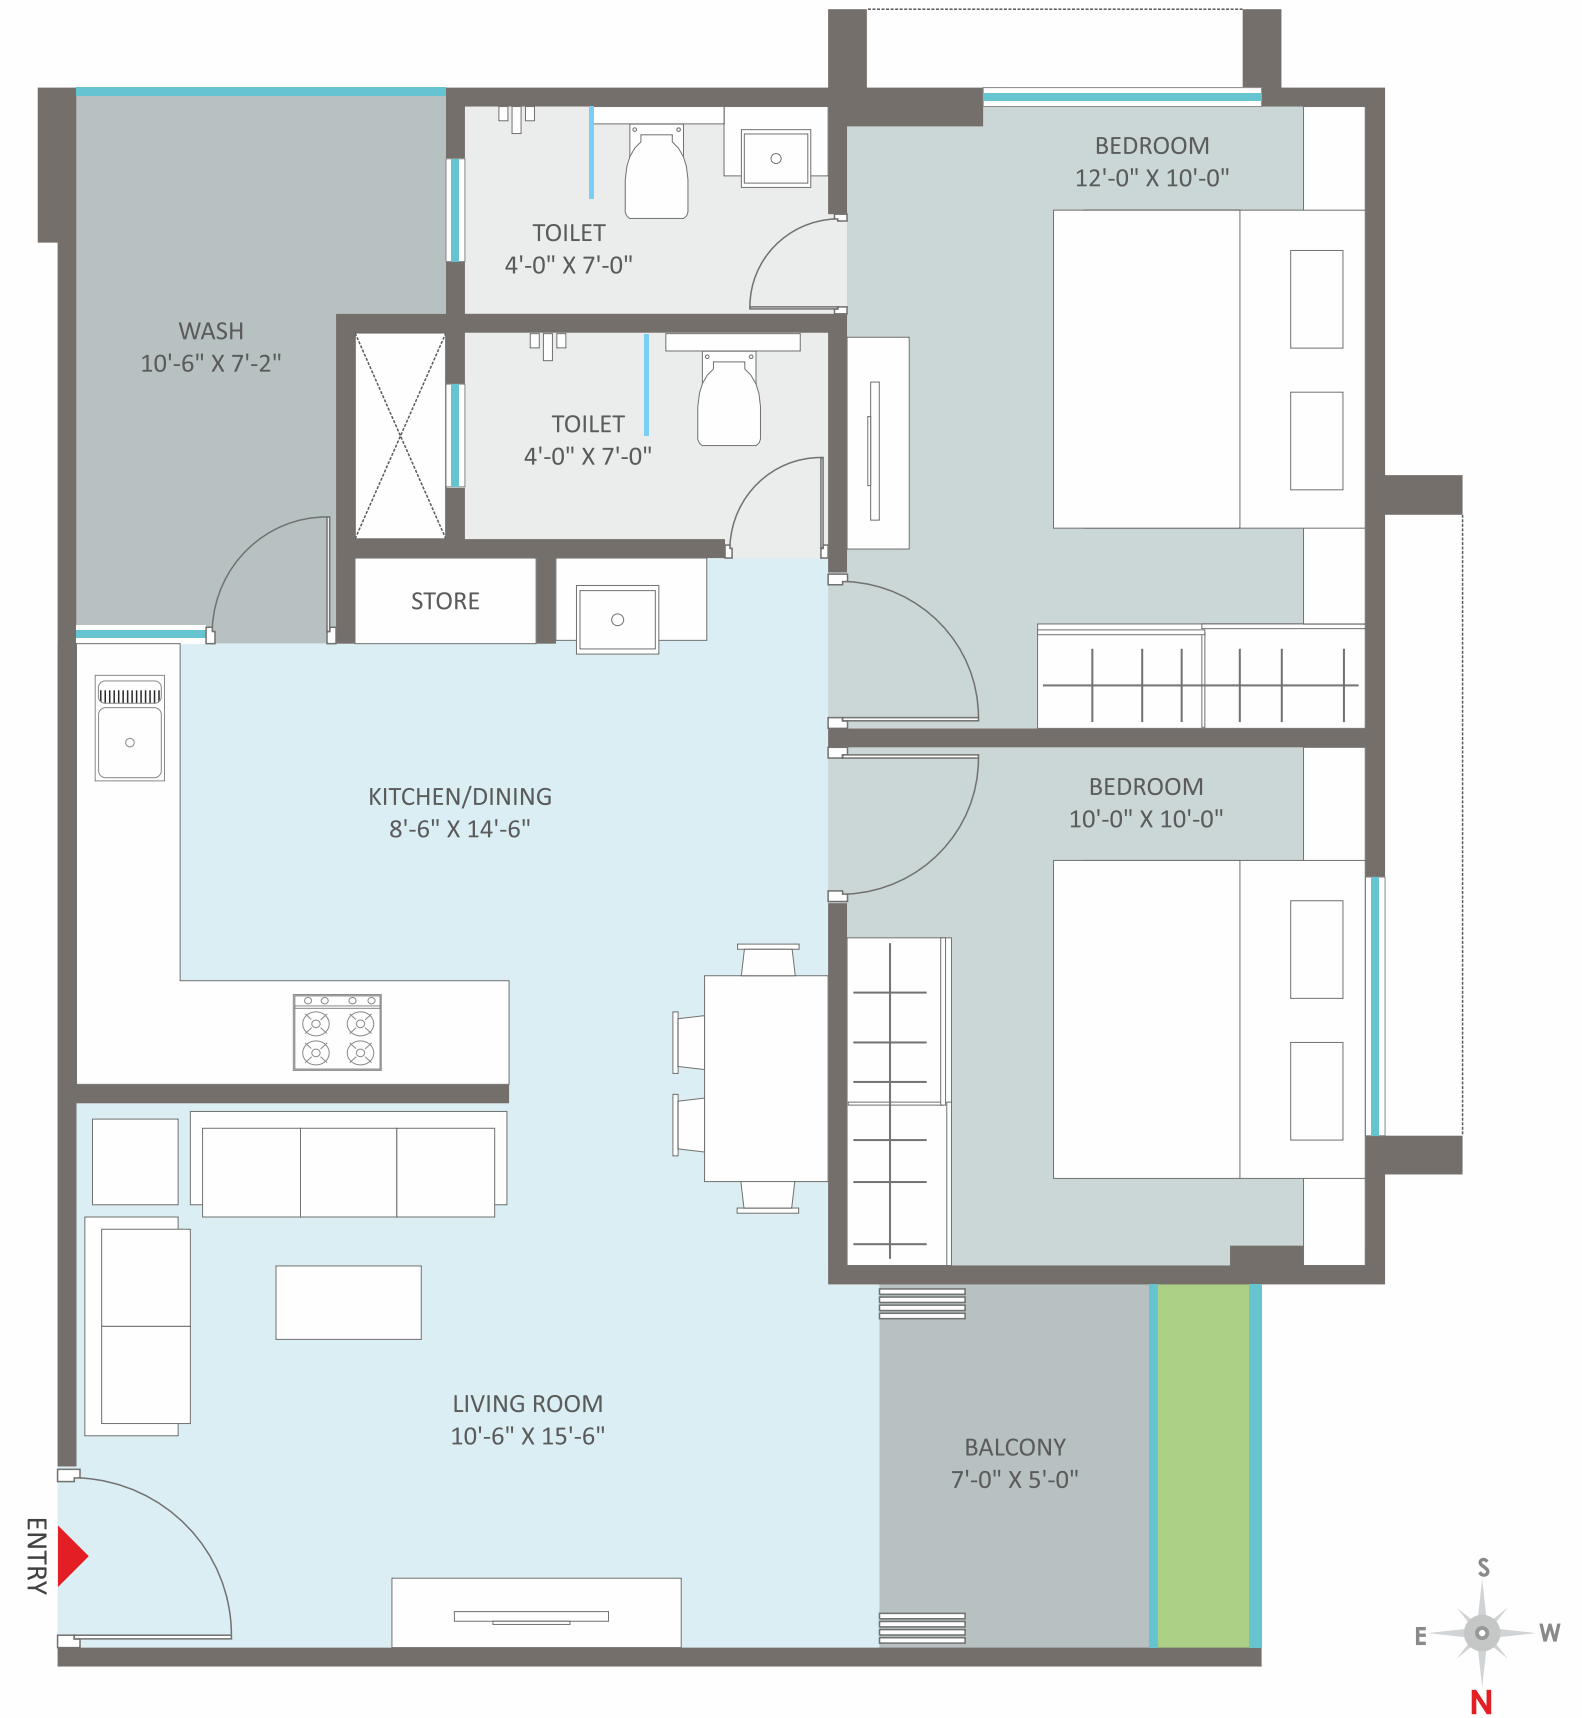 BEDROOM
12'-0" X 10'-0"
TOILET
4'-0" X 7'-0"
WASH
10'-6" X 7'-2"
TOILET
4'-0" X 7'-0"
STORE
KITCHEN/DINING
8'-6" X 14'-6"
BEDROOM
10'-0" X 10'-0"
LIVING ROOM
10'-6" X 15'-6"
BALCONY
7'-0" X 5'-0"
ENTRY
S
E
W
N